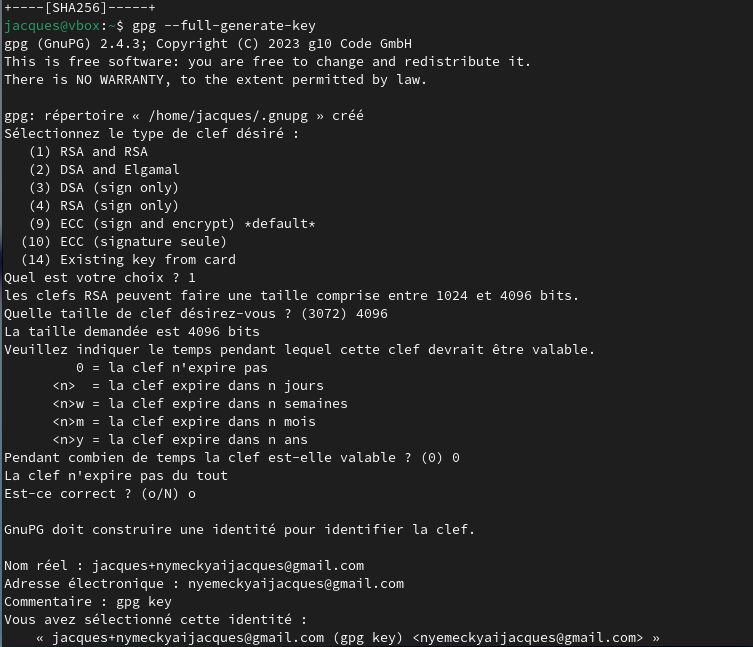 +----[SHA256]-----+
jacques@vbox:~$ gpg --full-generate-key
gpg (GnuPG) 2.4.3; Copyright (C) 2023 g10 Code GmbH
This is free software: you are free to change and redistribute it.
There is NO WARRANTY, to the extent permitted by law.

gpg: répertoire « /home/jacques/.gnupg » créé
Sélectionnez le type de clef désiré :
   (1) RSA and RSA
   (2) DSA and Elgamal
   (3) DSA (sign only)
   (4) RSA (sign only)
   (9) ECC (sign and encrypt) *default*
  (10) ECC (signature seule)
  (14) Existing key from card
Quel est votre choix ? 1
les clefs RSA peuvent faire une taille comprise entre 1024 et 4096 bits.
Quelle taille de clef désirez-vous ? (3072) 4096
La taille demandée est 4096 bits
Veuillez indiquer le temps pendant lequel cette clef devrait être valable.
         0 = la clef n'expire pas
      <n>  = la clef expire dans n jours
      <n>w = la clef expire dans n semaines
      <n>m = la clef expire dans n mois
      <n>y = la clef expire dans n ans
Pendant combien de temps la clef est-elle valable ? (0) 0
La clef n'expire pas du tout
Est-ce correct ? (o/N) o

GnuPG doit construire une identité pour identifier la clef.

Nom réel : jacques+nymeckyaijacques@gmail.com
Adresse électronique : nyemeckyaijacques@gmail.com
Commentaire : gpg key
Vous avez sélectionné cette identité :
    « jacques+nymeckyaijacques@gmail.com (gpg key) <nyemeckyaijacques@gmail.com> »